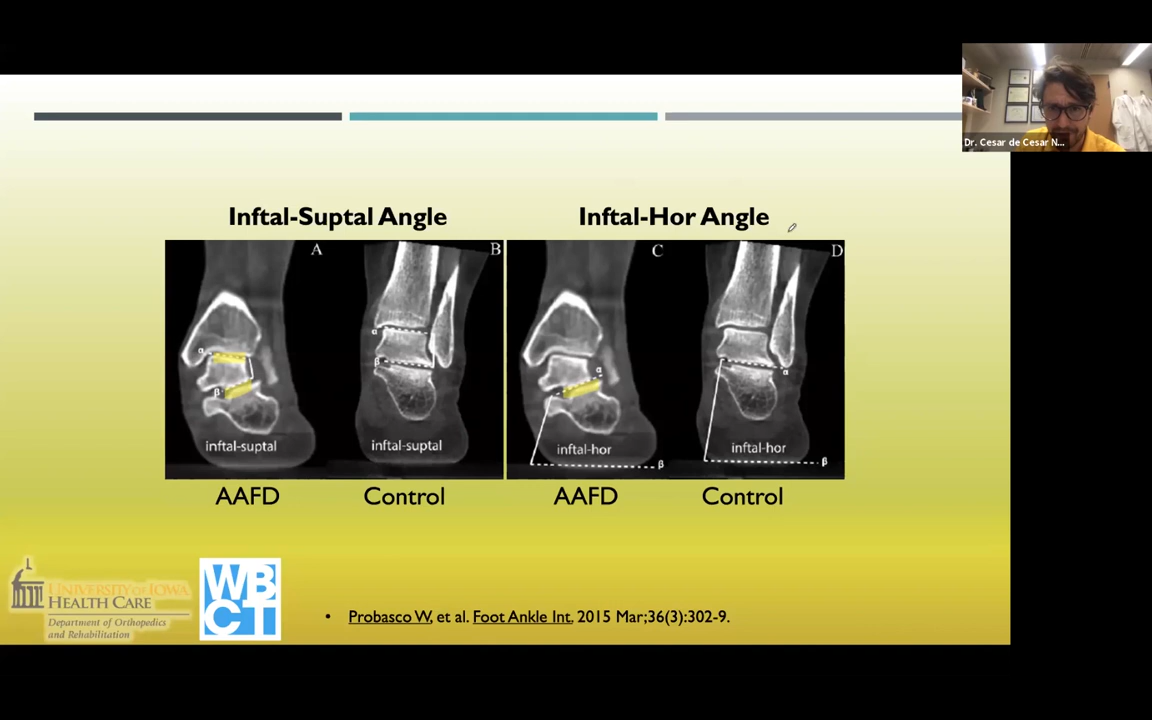 Dr. Cesar de Cesar N...
Inftal-Suptal Angle
Inftal-Hor Angle
A
B
C
D
α
β
α
β
α
β
α
β
inftal-suptal
inftal-suptal
inftal-hor
inftal-hor
AAFD
Control
AAFD
Control
UNIVERSITY OF IOWA
HEALTH CARE
Department of Orthopedics
and Rehabilitation
WB
CT
• Probasco W, et al. Foot Ankle Int. 2015 Mar;36(3):302-9.